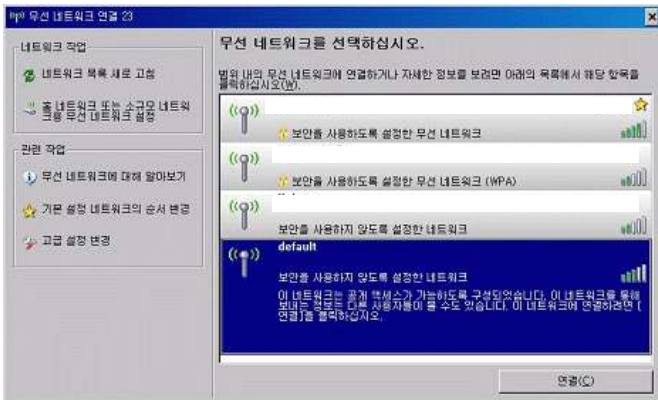 무선 네트워크 연결 23
네트워크 작업
네트워크 목록 새로 고침
홈 네트워크 또는 소규모 네트워
크용 무선 네트워크 설정
관련 작업
무선 네트워크에 대해 알아보기
기본 설정 네트워크의 순서 변경
고급 설정 변경
무선 네트워크를 선택하십시오.
범위 내의 무선 네트워크에 연결하거나 자세한 정보를 보려면 아래의 목록에서 해당 항목을
클릭하십시오(W).
보안을 사용하도록 설정한 무선 네트워크
보안을 사용하도록 설정한 무선 네트워크 (WPA)
보안을 사용하지 않도록 설정한 네트워크
default
보안을 사용하지 않도록 설정한 네트워크
이 네트워크는 공개 액세스가 가능하도록 구성되었습니다. 이 네트워크를 통해
보내는 정보는 다른 사용자들이 볼 수도 있습니다. 이 네트워크에 연결하려면 [
연결]을 클릭하십시오.
연결(C)